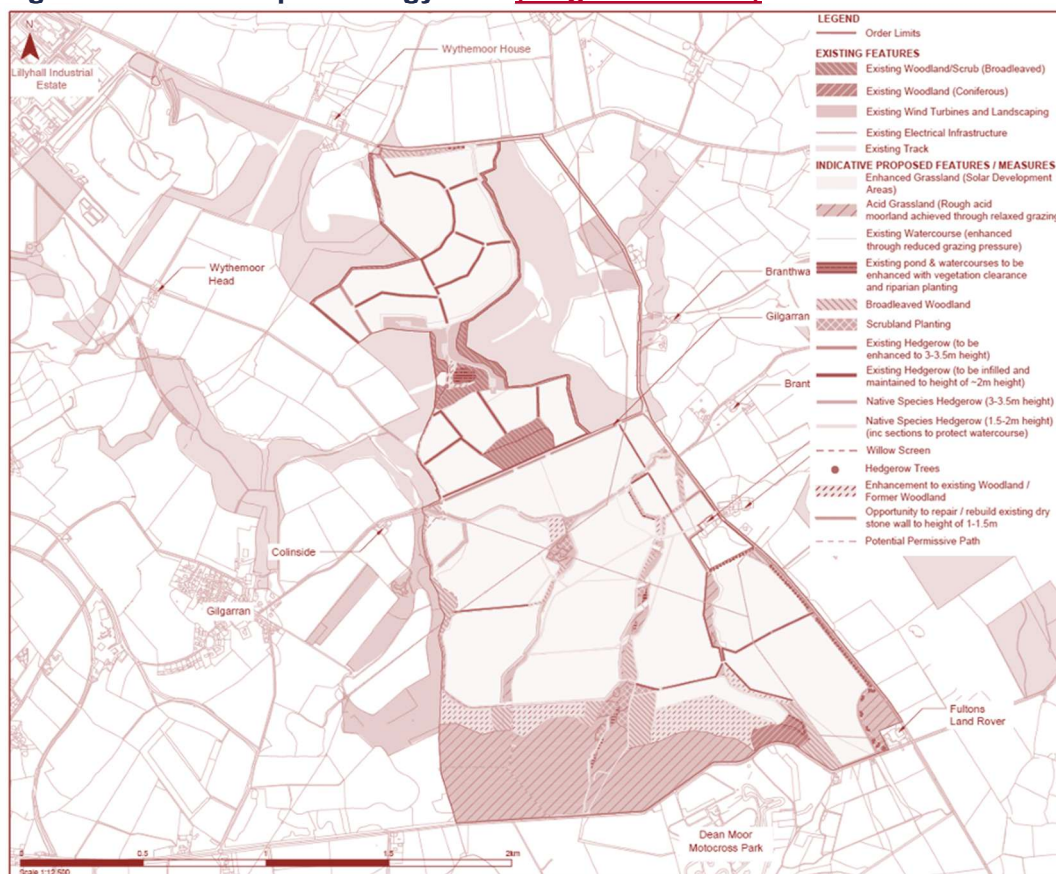 N
Lillyhall Industrial
Estate
Wythemoor House
Wythemoor
Head
Branthwa
Gilgarran
Brant
Colinside
Gilgarran
Fultons
Land Rover
Dean Moor
Motocross Park
0.5
1
1.5
2km
Scale 1:12,500
LEGEND
Order Limits
EXISTING FEATURES
Existing Woodland/Scrub (Broadleaved)
Existing Woodland (Coniferous)
Existing Wind Turbines and Landscaping
Existing Electrical Infrastructure
Existing Track
INDICATIVE PROPOSED FEATURES / MEASURES
Enhanced Grassland (Solar Development
Areas)
Acid Grassland (Rough acid
moorland achieved through relaxed grazing
Existing Watercourse (enhanced
through reduced grazing pressure)
Existing pond & watercourses to be
enhanced with vegetation clearance
and riparian planting
Broadleaved Woodland
Scrubland Planting
Existing Hedgerow (to be
enhanced to 3-3.5m height)
Existing Hedgerow (to be infilled and
maintained to height of ~2m height)
Native Species Hedgerow (3-3.5m height)
Native Species Hedgerow (1.5-2m height)
(inc sections to protect watercourse)
Willow Screen
Hedgerow Trees
Enhancement to existing Woodland /
Former Woodland
Opportunity to repair / rebuild existing dry
stone wall to height of 1-1.5m
Potential Permissive Path